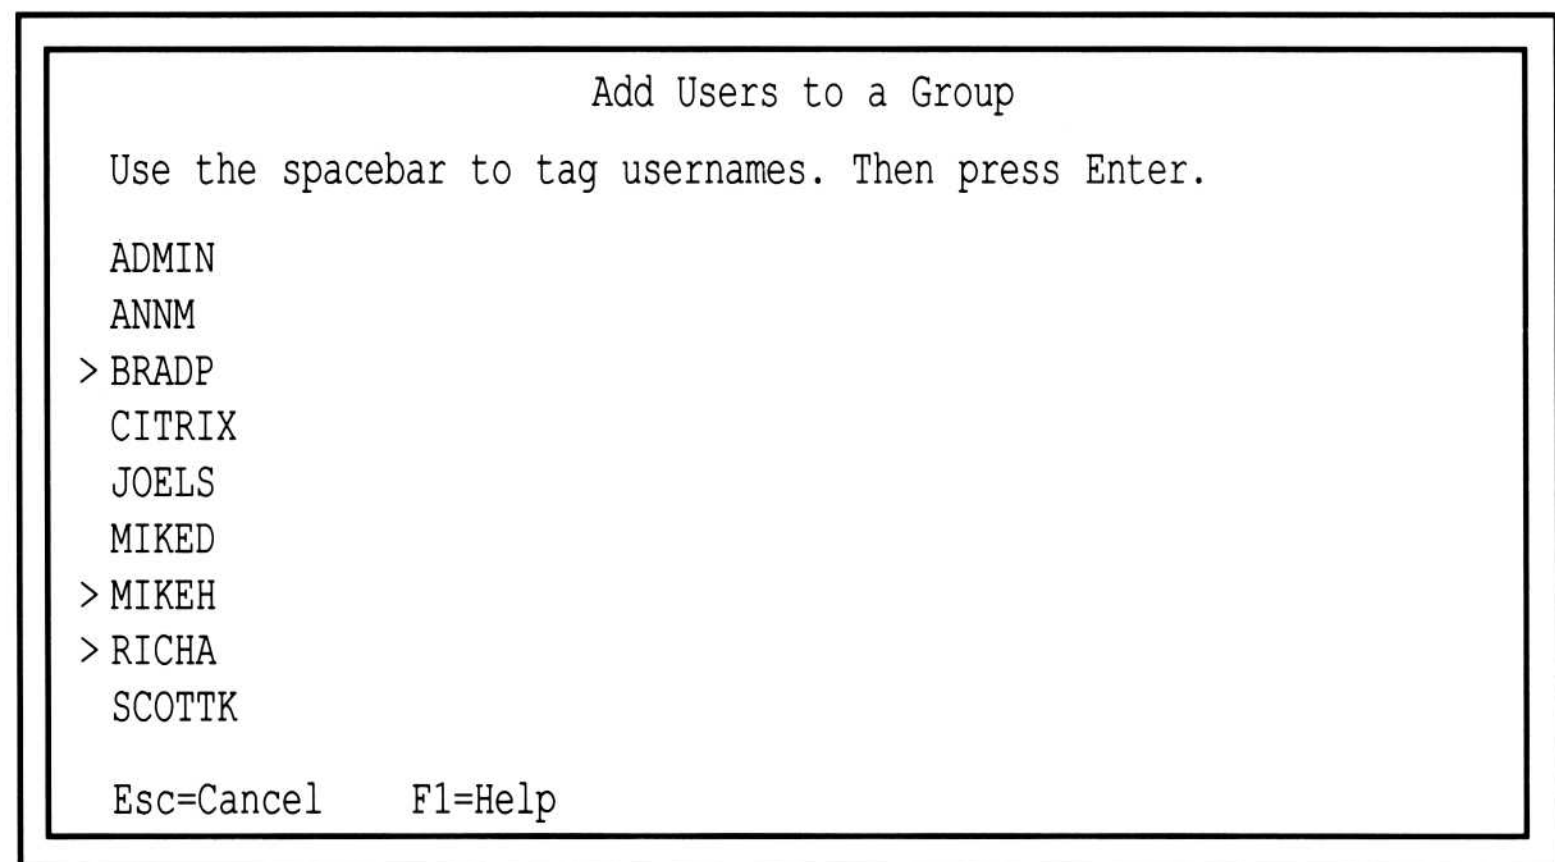 Add Users to a Group
Use the spacebar to tag usernames. Then press Enter.
ADMIN
ANNM
> BRADP
CITRIX
JOELS
MIKED
> MIKEH
> RICHA
SCOTTK
Esc=Cancel    F1=Help